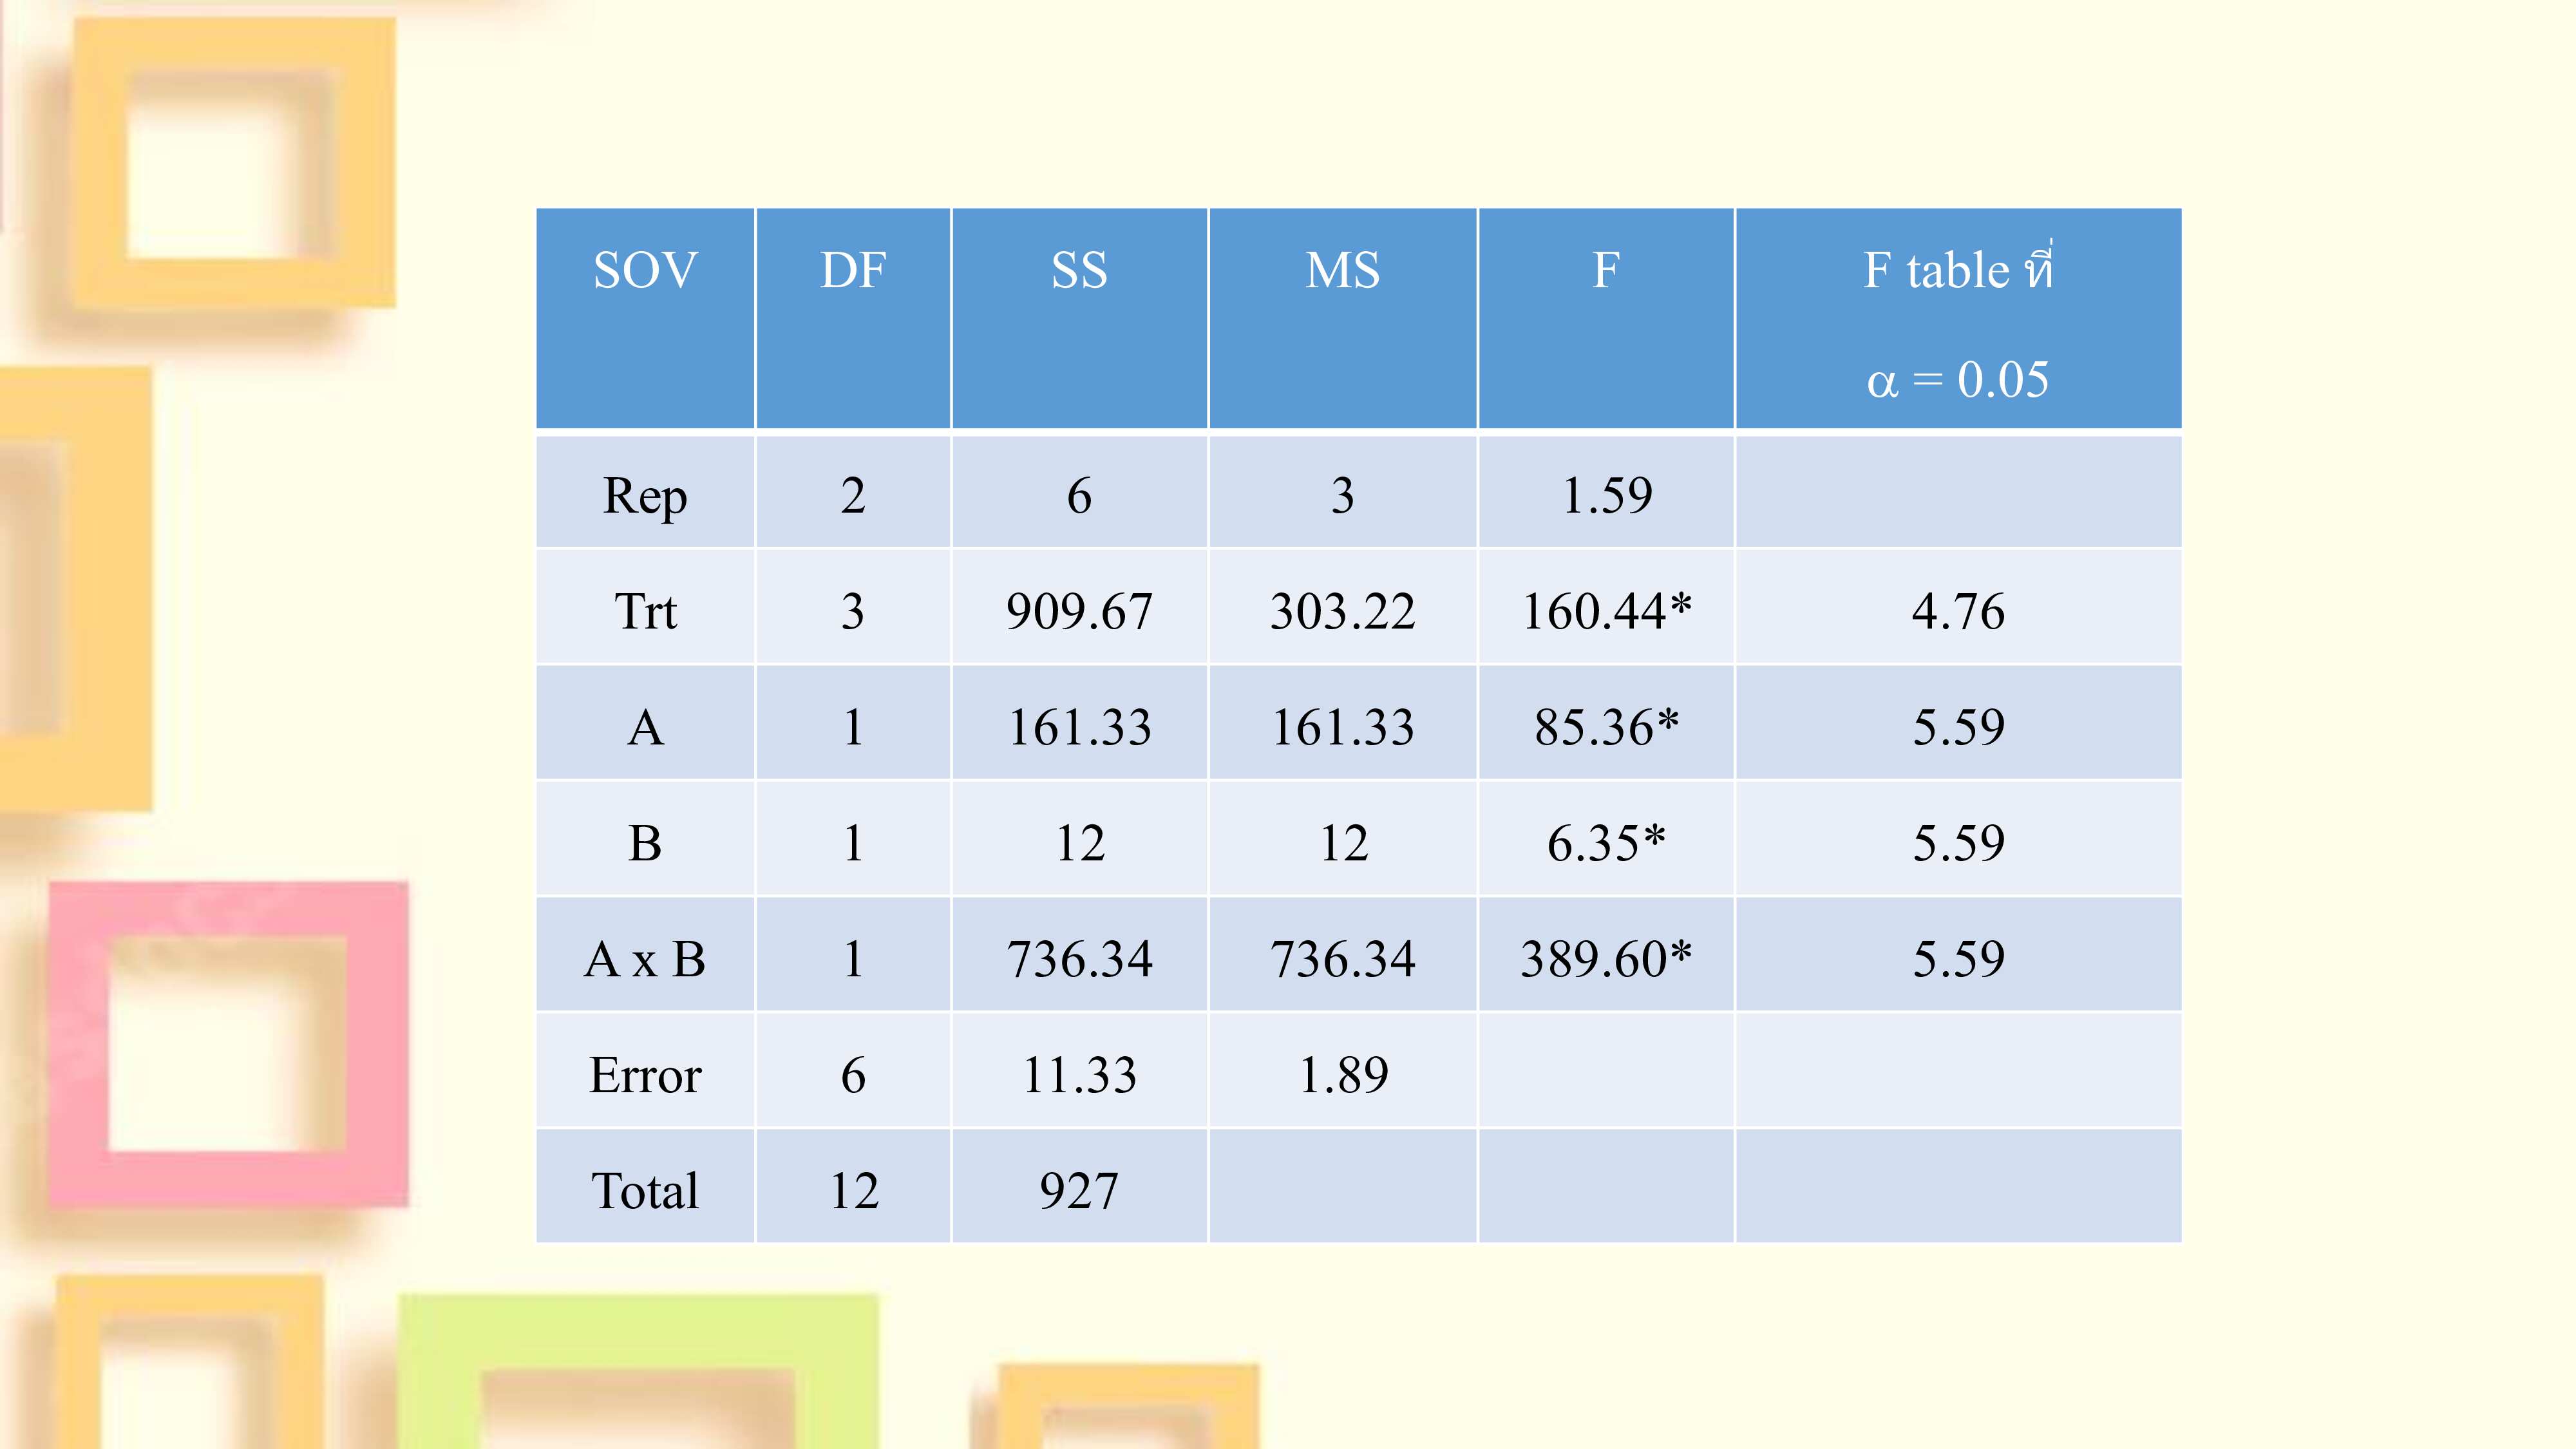 SOV DF SS MS F F table ที่
α = 0.05
Rep 2 6 3 1.59
Trt 3 909.67 303.22 160.44* 4.76
A 1 161.33 161.33 85.36* 5.59
B 1 12 12 6.35* 5.59
A x B 1 736.34 736.34 389.60* 5.59
Error 6 11.33 1.89
Total 12 927